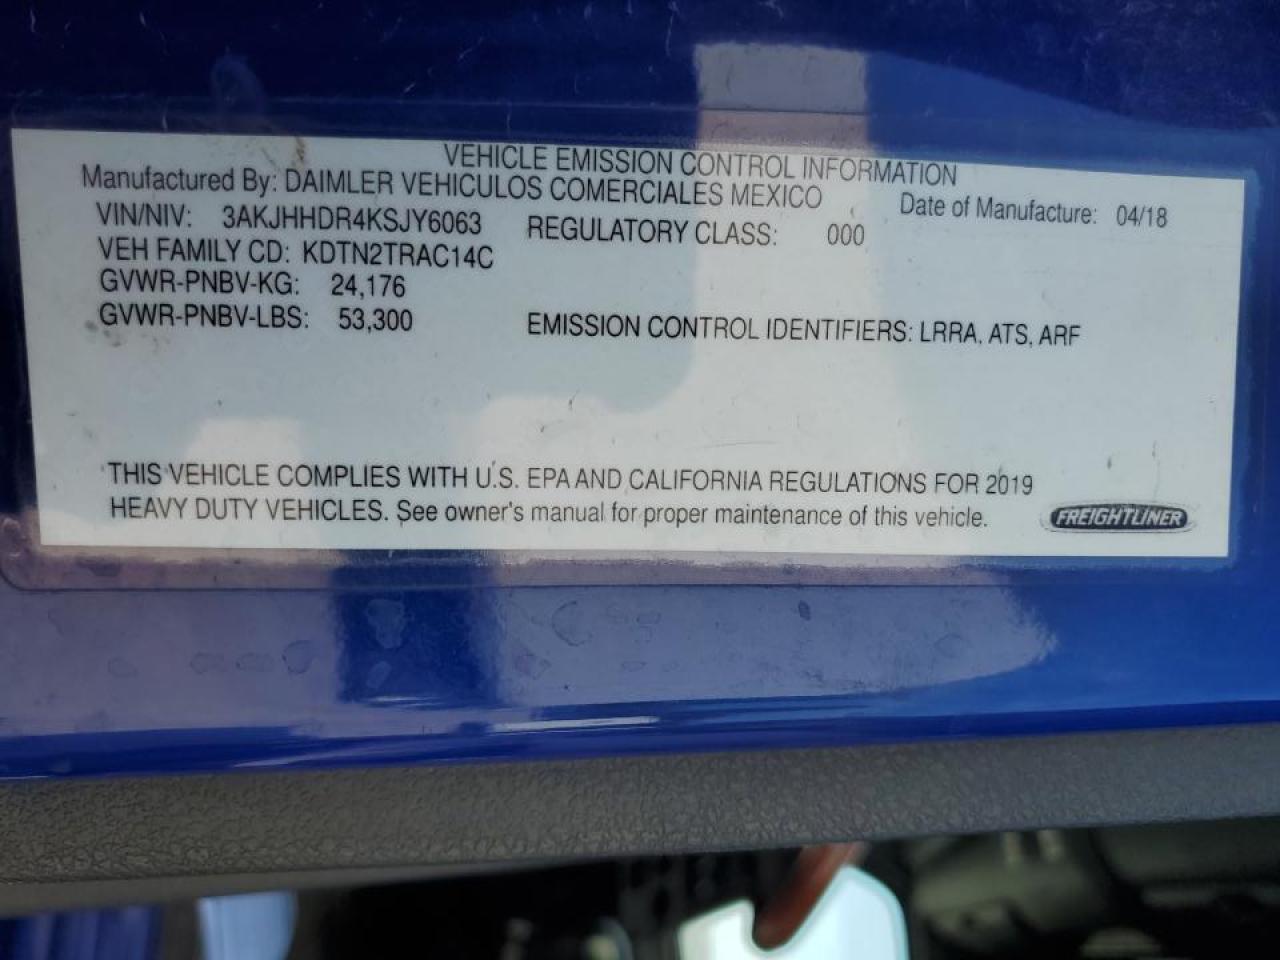 VEHICLE EMISSION CONTROL INFORMATION
Manufactured By: DAIMLER VEHICULOS COMERCIALES MEXICO Date of Manufacture: 04/18
VIN/NIV: 3AKJHHDR4KSJY6063 REGULATORY CLASS: 000
VEH FAMILY CD: KDTN2TRAC14C
GVWR-PNBV-KG: 24,176
GVWR-PNBV-LBS: 53,300 EMISSION CONTROL IDENTIFIERS: LRRA, ATS, ARF
THIS VEHICLE COMPLIES WITH U.S. EPA AND CALIFORNIA REGULATIONS FOR 2019
HEAVY DUTY VEHICLES. See owner's manual for proper maintenance of this vehicle.
FREIGHTLINER